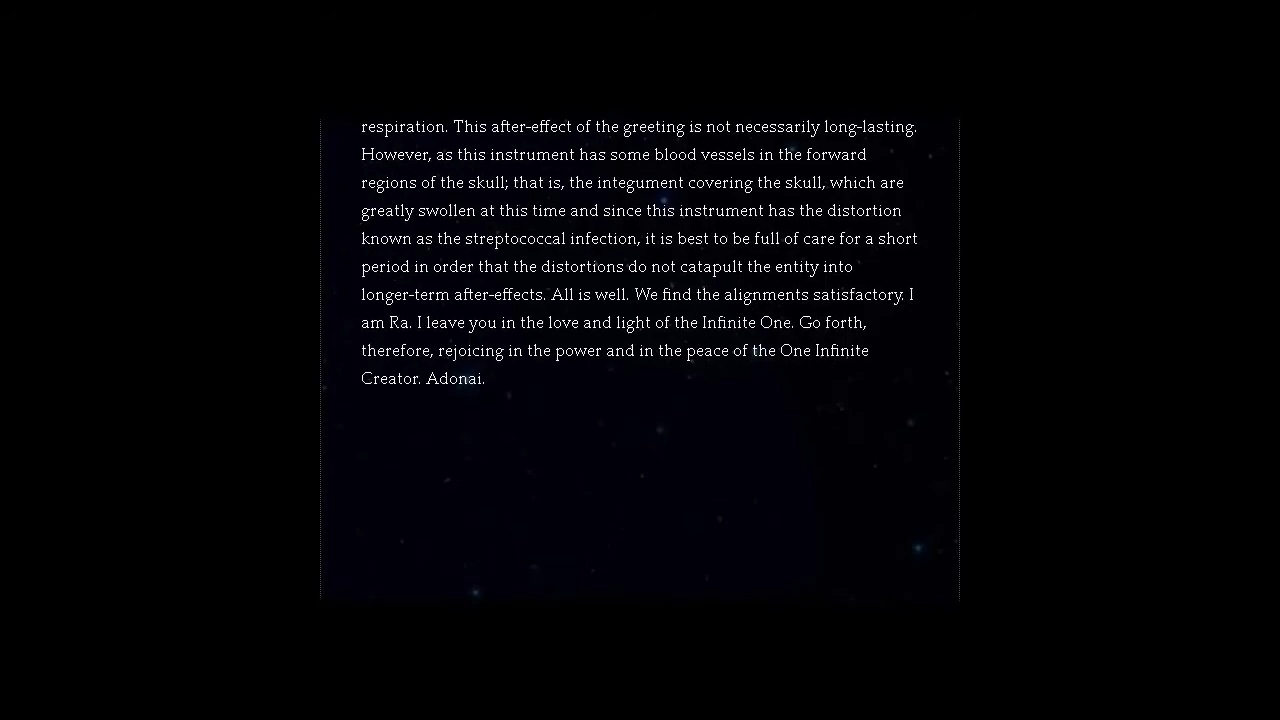 respiration. This after-effect of the greeting is not necessarily long-lasting.
However, as this instrument has some blood vessels in the forward
regions of the skull; that is, the integument covering the skull, which are
greatly swollen at this time and since this instrument has the distortion
known as the streptococcal infection, it is best to be full of care for a short
period in order that the distortions do not catapult the entity into
longer-term after-effects. All is well. We find the alignments satisfactory. I
am Ra. I leave you in the love and light of the Infinite One. Go forth,
therefore, rejoicing in the power and in the peace of the One Infinite
Creator. Adonai.